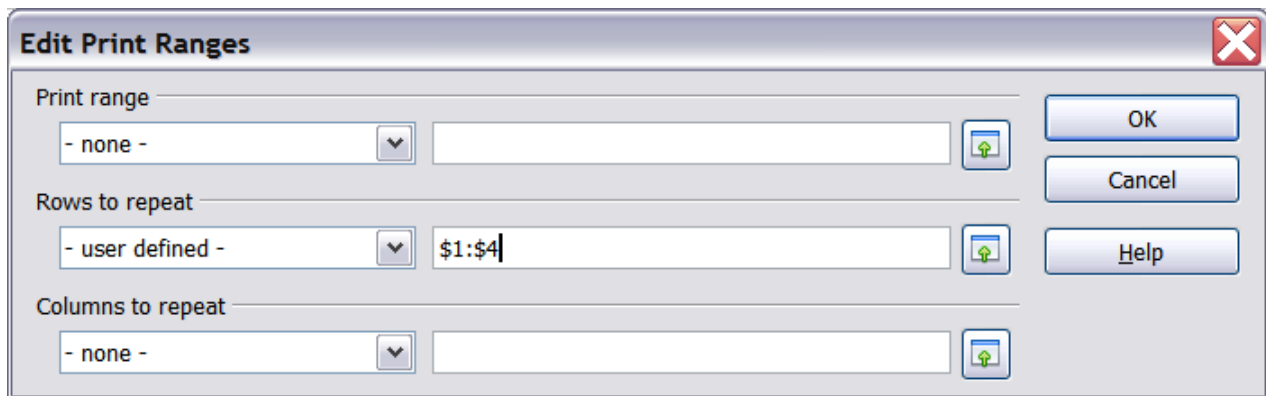 Edit Print Ranges
Print range
- none -
OK
Cancel
Rows to repeat
- user defined -
$1:$4
Help
Columns to repeat
- none -